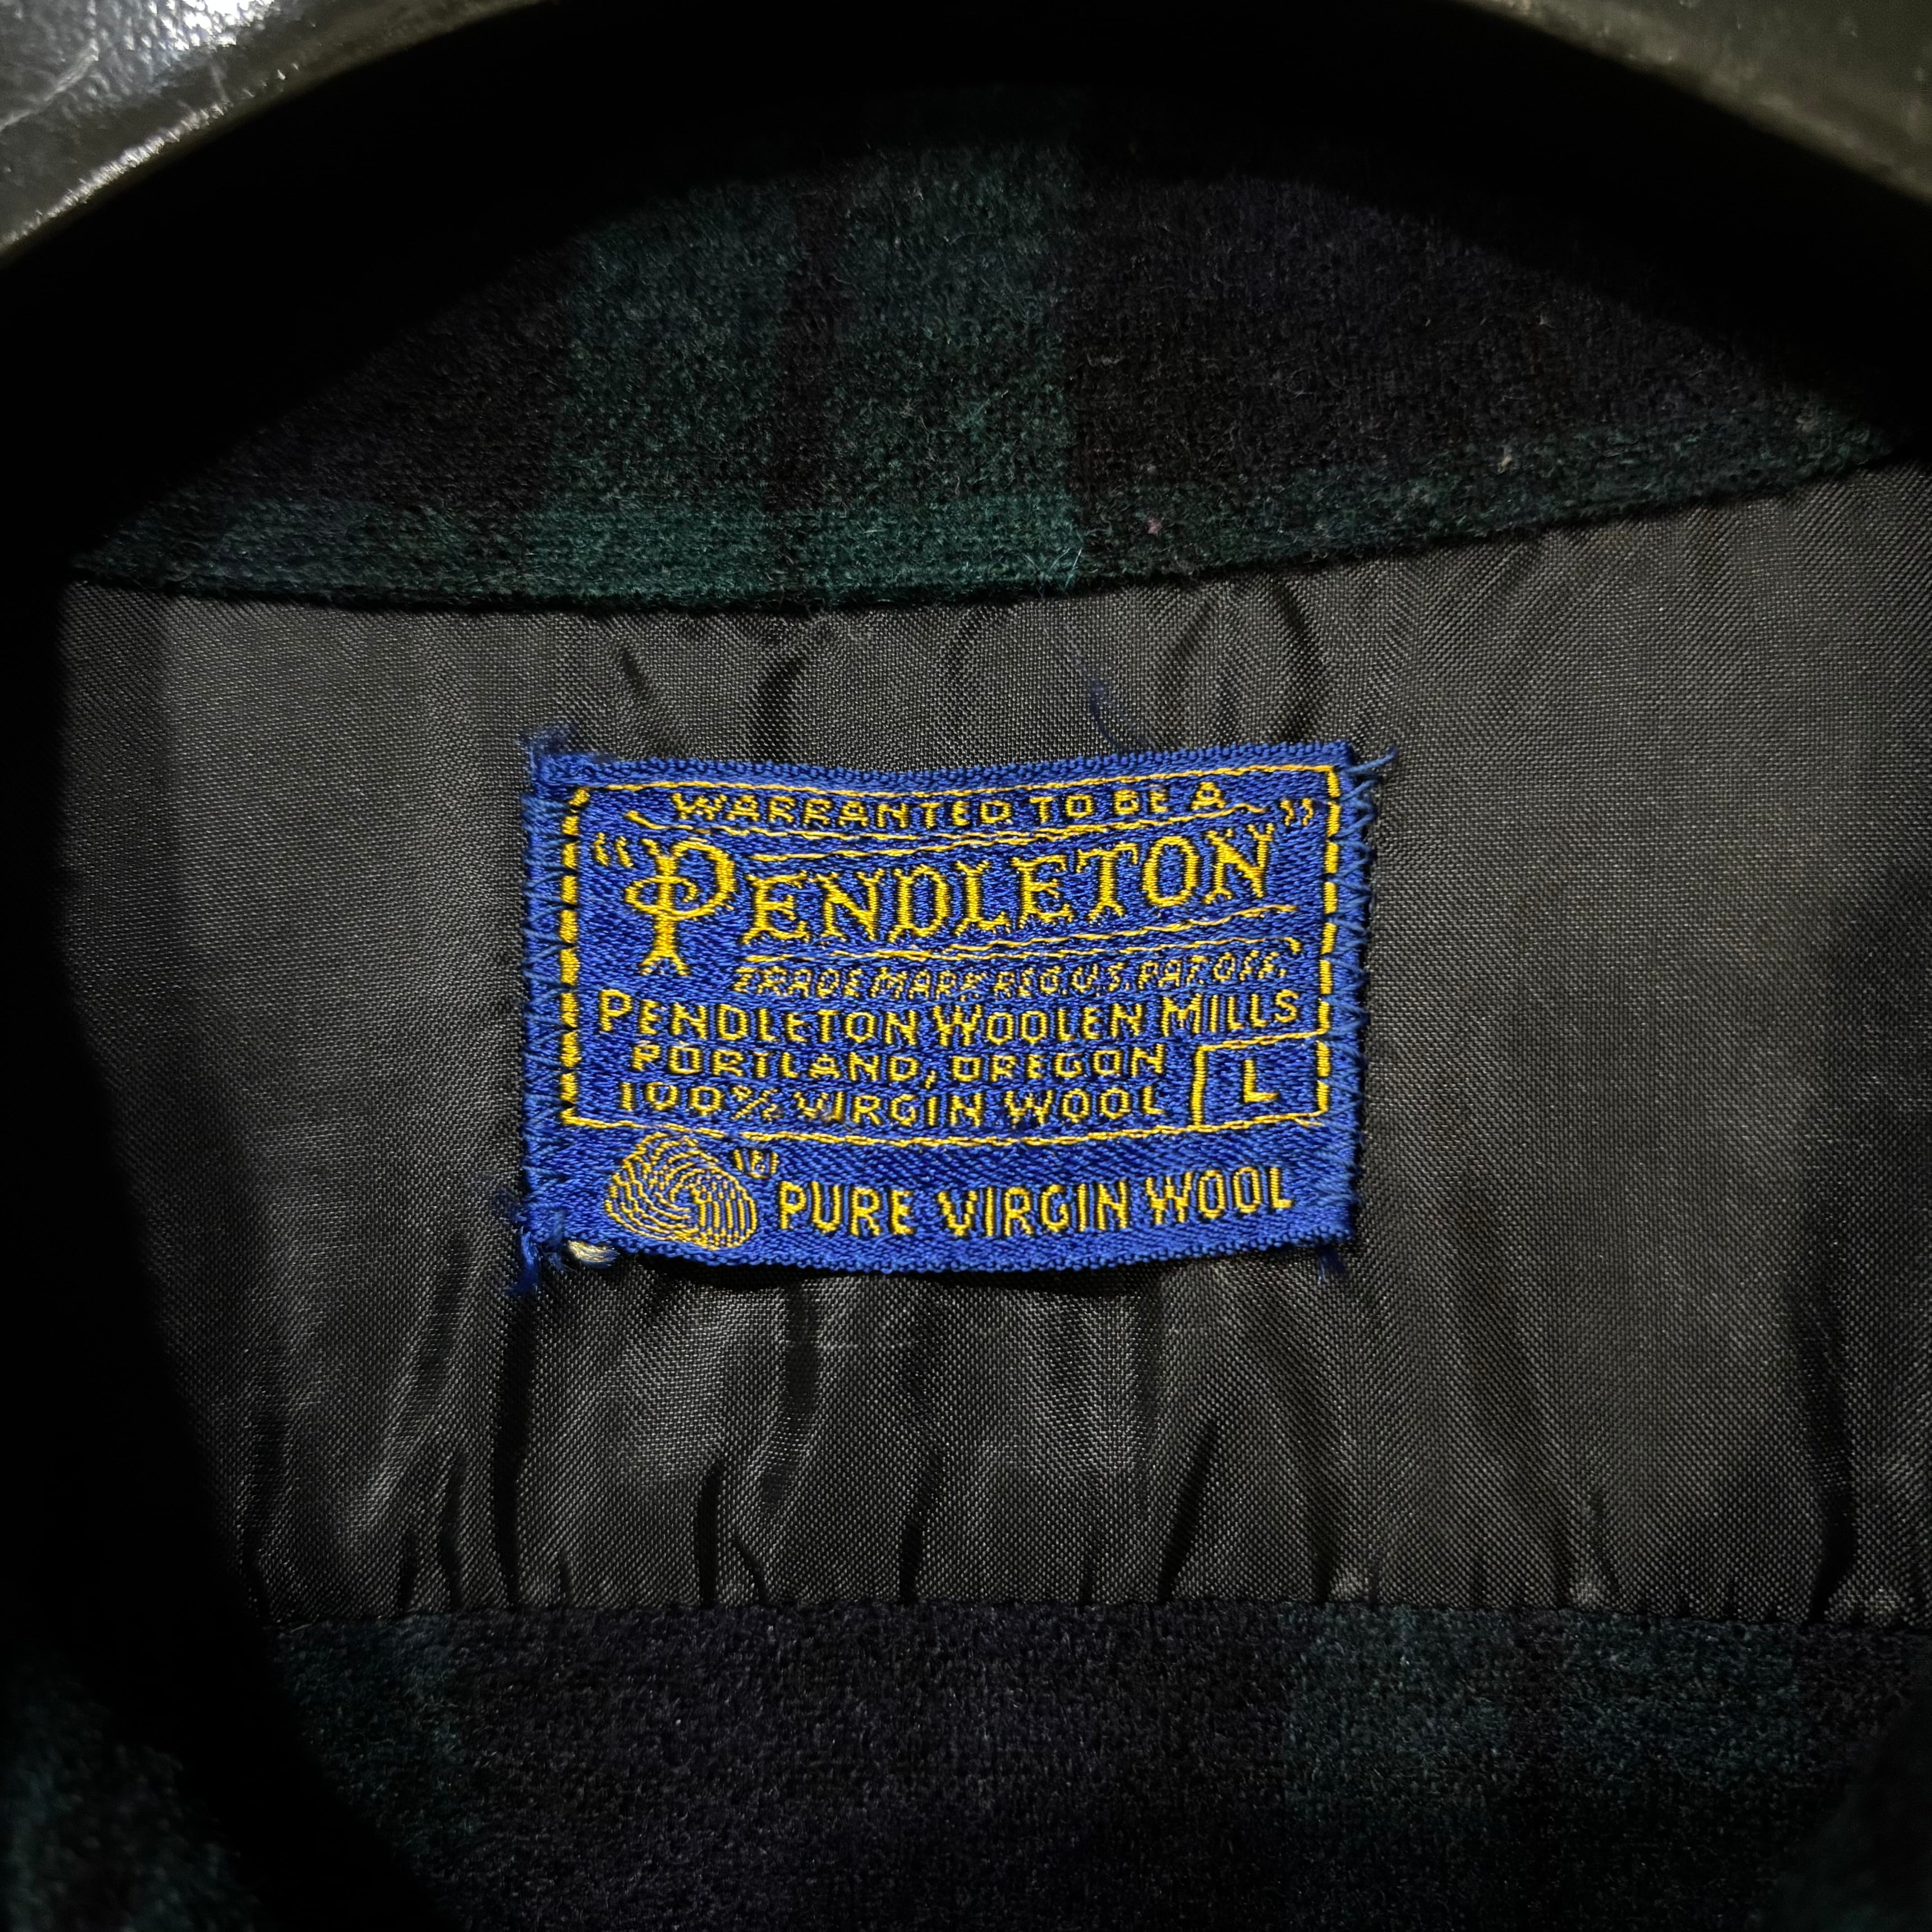 WARRANTED TO BE A
"PENDLETON"
TRADE MARK REG. U.S. PAT. OFF.
PENDLETON WOOLEN MILLS
PORTLAND, OREGON
100% VIRGIN WOOL L
® PURE VIRGIN WOOL